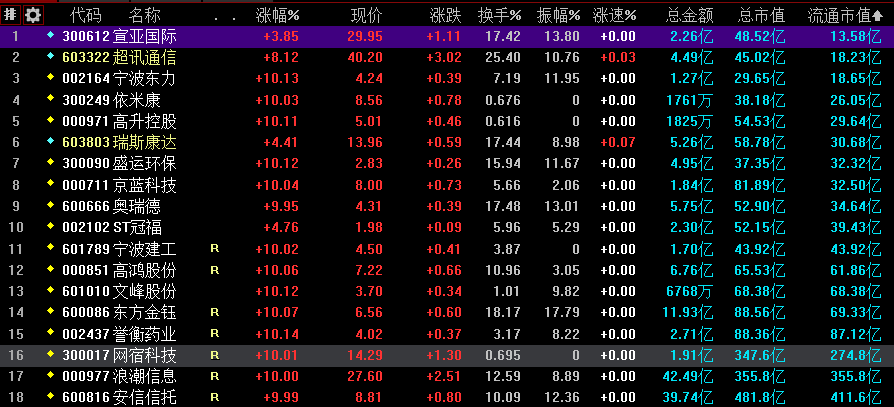 排 代码 名称 . . 涨幅% 现价 涨跌 换手% 振幅% 涨速% 总金额 总市值 流通市值
1 300612 宣亚国际 +3.85 29.95 +1.11 17.42 13.80 +0.00 2.26亿 48.52亿 13.58亿
2 603322 超讯通信 +8.12 40.20 +3.02 25.40 10.76 +0.03 4.49亿 45.02亿 18.23亿
3 002164 宁波东力 +10.13 4.24 +0.39 7.19 11.95 +0.00 1.27亿 29.65亿 18.65亿
4 300249 依米康 +10.03 8.56 +0.78 0.676 0 +0.00 1761万 38.18亿 26.05亿
5 000971 高升控股 +10.11 5.01 +0.46 0.616 0 +0.00 1825万 54.53亿 29.64亿
6 603803 瑞斯康达 +4.41 13.96 +0.59 17.44 8.98 +0.07 5.26亿 58.78亿 30.68亿
7 300090 盛运环保 +10.12 2.83 +0.26 15.94 11.67 +0.00 4.95亿 37.35亿 32.32亿
8 000711 京蓝科技 +10.04 8.00 +0.73 5.66 2.06 +0.00 1.84亿 81.89亿 32.50亿
9 600666 奥瑞德 +9.95 4.31 +0.39 17.48 13.01 +0.00 5.75亿 52.90亿 34.64亿
10 002102 ST冠福 +4.76 1.98 +0.09 5.96 5.29 +0.00 2.30亿 52.15亿 39.43亿
11 601789 宁波建工 R +10.02 4.50 +0.41 3.87 0 +0.00 1.70亿 43.92亿 43.92亿
12 000851 高鸿股份 R +10.06 7.22 +0.66 10.96 3.05 +0.00 6.76亿 65.53亿 61.86亿
13 601010 文峰股份 +10.12 3.70 +0.34 1.01 9.82 +0.00 6768万 68.38亿 68.38亿
14 600086 东方金钰 R +10.07 6.56 +0.60 18.17 17.79 +0.00 11.93亿 88.56亿 69.33亿
15 002437 誉衡药业 R +10.14 4.02 +0.37 3.17 8.22 +0.00 2.71亿 88.36亿 87.12亿
16 300017 网宿科技 R +10.01 14.29 +1.30 0.695 0 +0.00 1.91亿 347.6亿 274.8亿
17 000977 浪潮信息 R +10.00 27.60 +2.51 12.59 8.89 +0.00 42.49亿 355.8亿 355.8亿
18 600816 安信信托 R +9.99 8.81 +0.80 10.09 12.36 +0.00 39.74亿 481.8亿 411.6亿